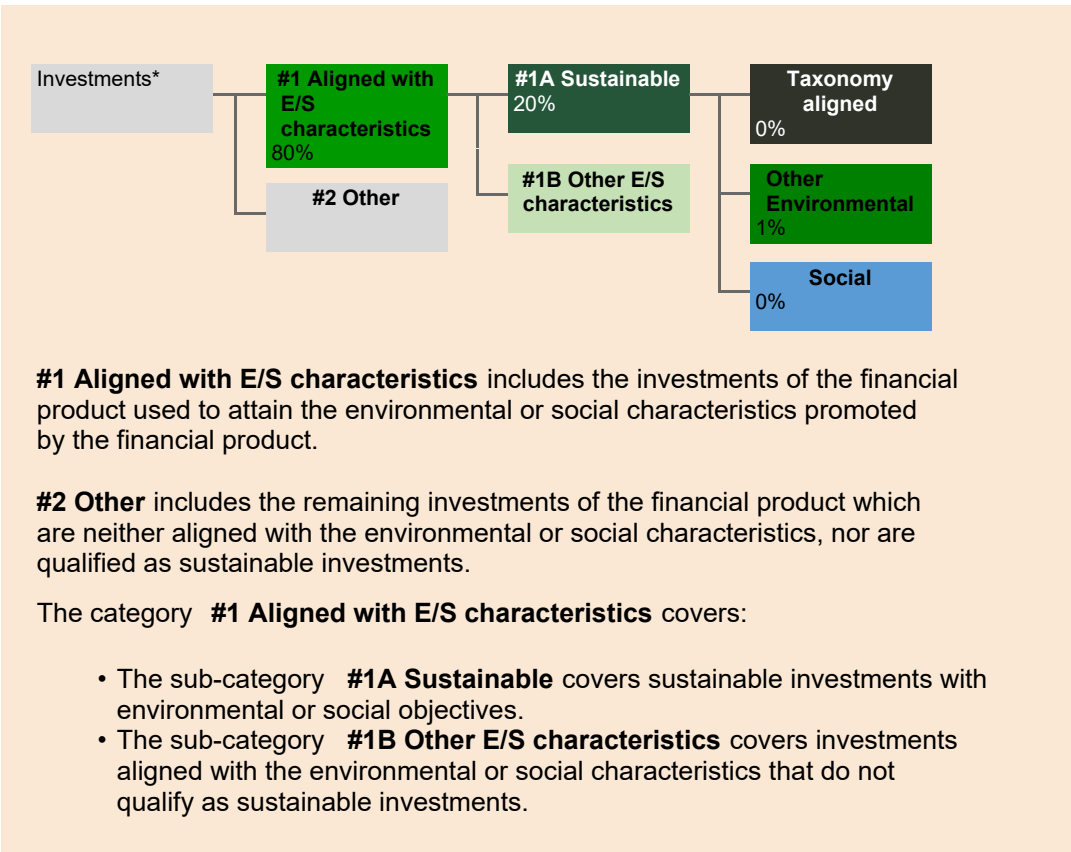 Investments*
#1 Aligned with
E/S
characteristics
80%
#2 Other
#1A Sustainable
20%
#1B Other E/S
characteristics
Taxonomy
aligned
0%
Other
Environmental
1%
Social
0%
#1 Aligned with E/S characteristics includes the investments of the financial
product used to attain the environmental or social characteristics promoted
by the financial product.
#2 Other includes the remaining investments of the financial product which
are neither aligned with the environmental or social characteristics, nor are
qualified as sustainable investments.
The category #1 Aligned with E/S characteristics covers:
• The sub-category #1A Sustainable covers sustainable investments with
environmental or social objectives.
• The sub-category #1B Other E/S characteristics covers investments
aligned with the environmental or social characteristics that do not
qualify as sustainable investments.